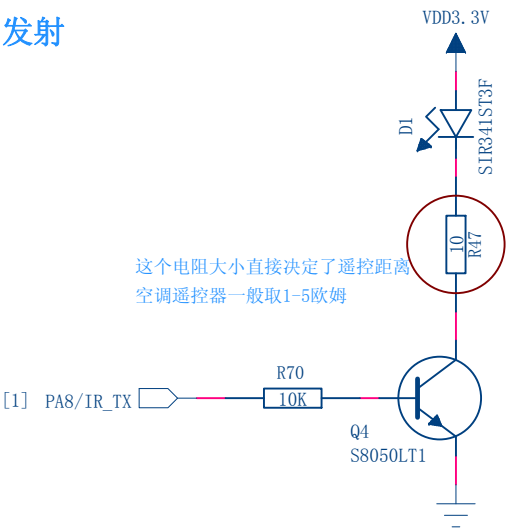 发射
VDD3.3V
D1
SIR341ST3F
10
R47
这个电阻大小直接决定了遥控距离
空调遥控器一般取1-5欧姆
R70
[1] PA8/IR_TX
10K
Q4
S8050LT1